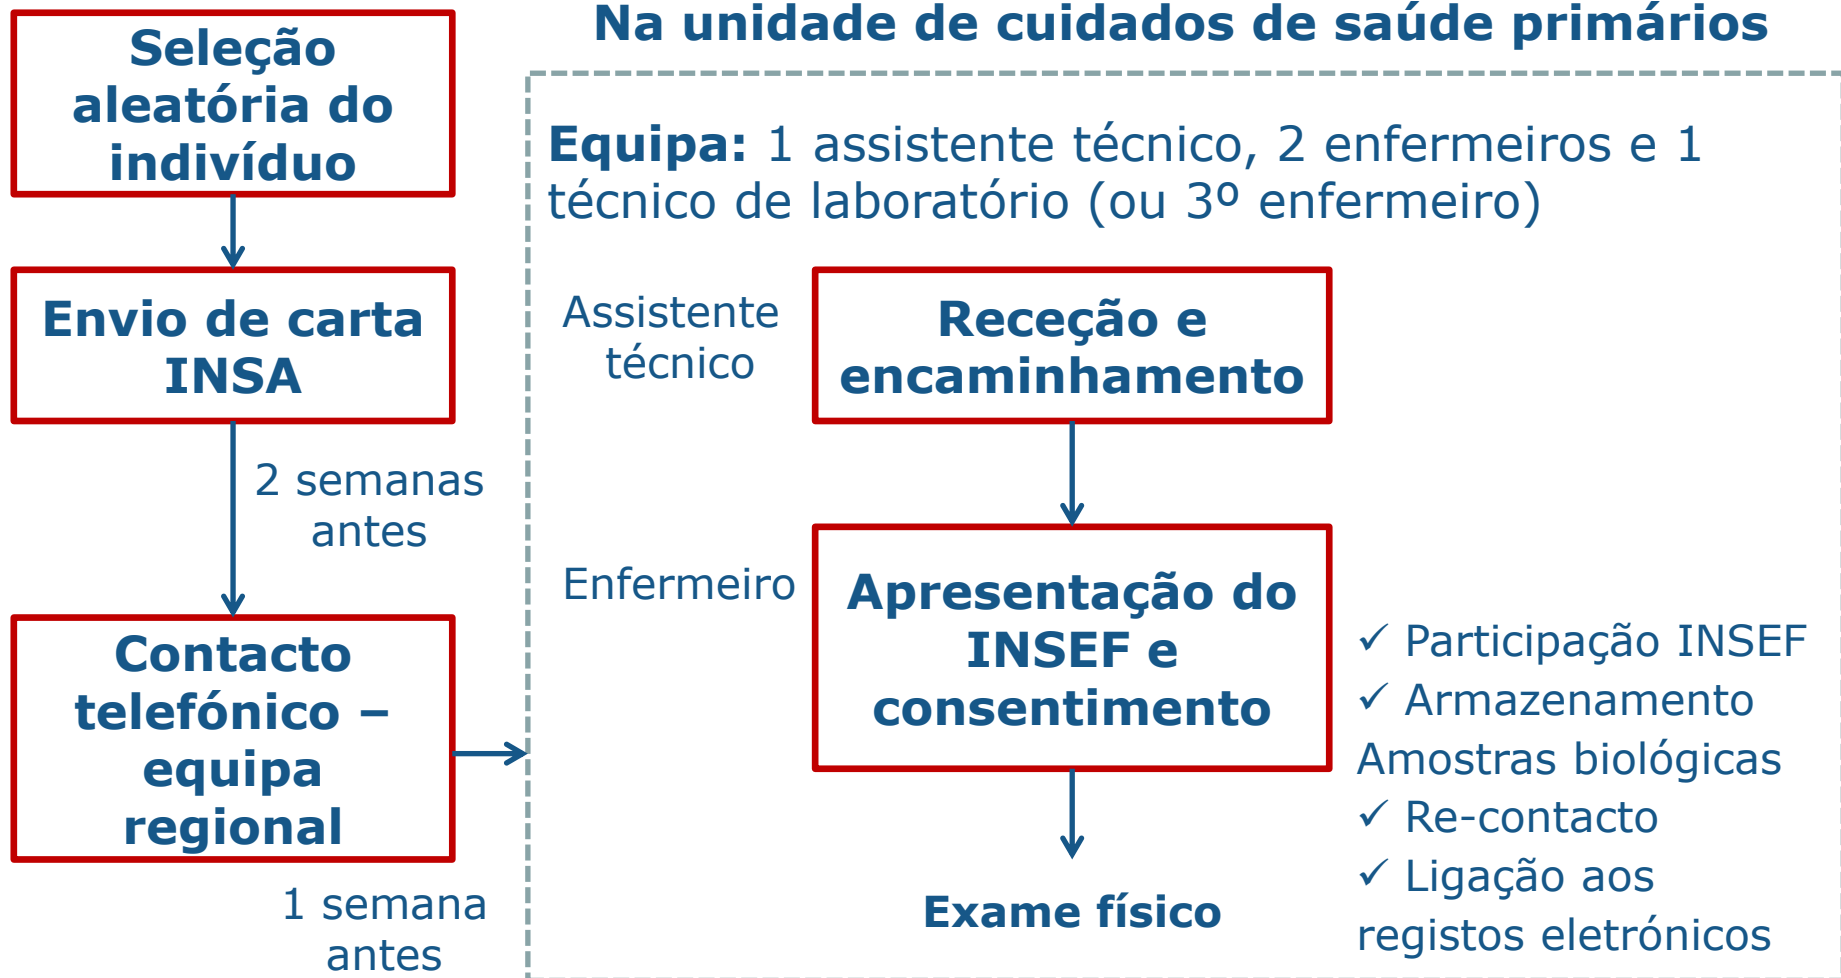 Seleção
aleatória do
indivíduo
Envio de carta
INSA
2 semanas
antes
Contacto
telefónico –
equipa
regional
1 semana
antes
Na unidade de cuidados de saúde primários
Equipa: 1 assistente técnico, 2 enfermeiros e 1
técnico de laboratório (ou 3º enfermeiro)
Assistente
técnico
Receção e
encaminhamento
Enfermeiro
Apresentação do
INSEF e
consentimento
✓ Participação INSEF
✓ Armazenamento
Amostras biológicas
✓ Re-contacto
✓ Ligação aos
registos eletrónicos
Exame físico